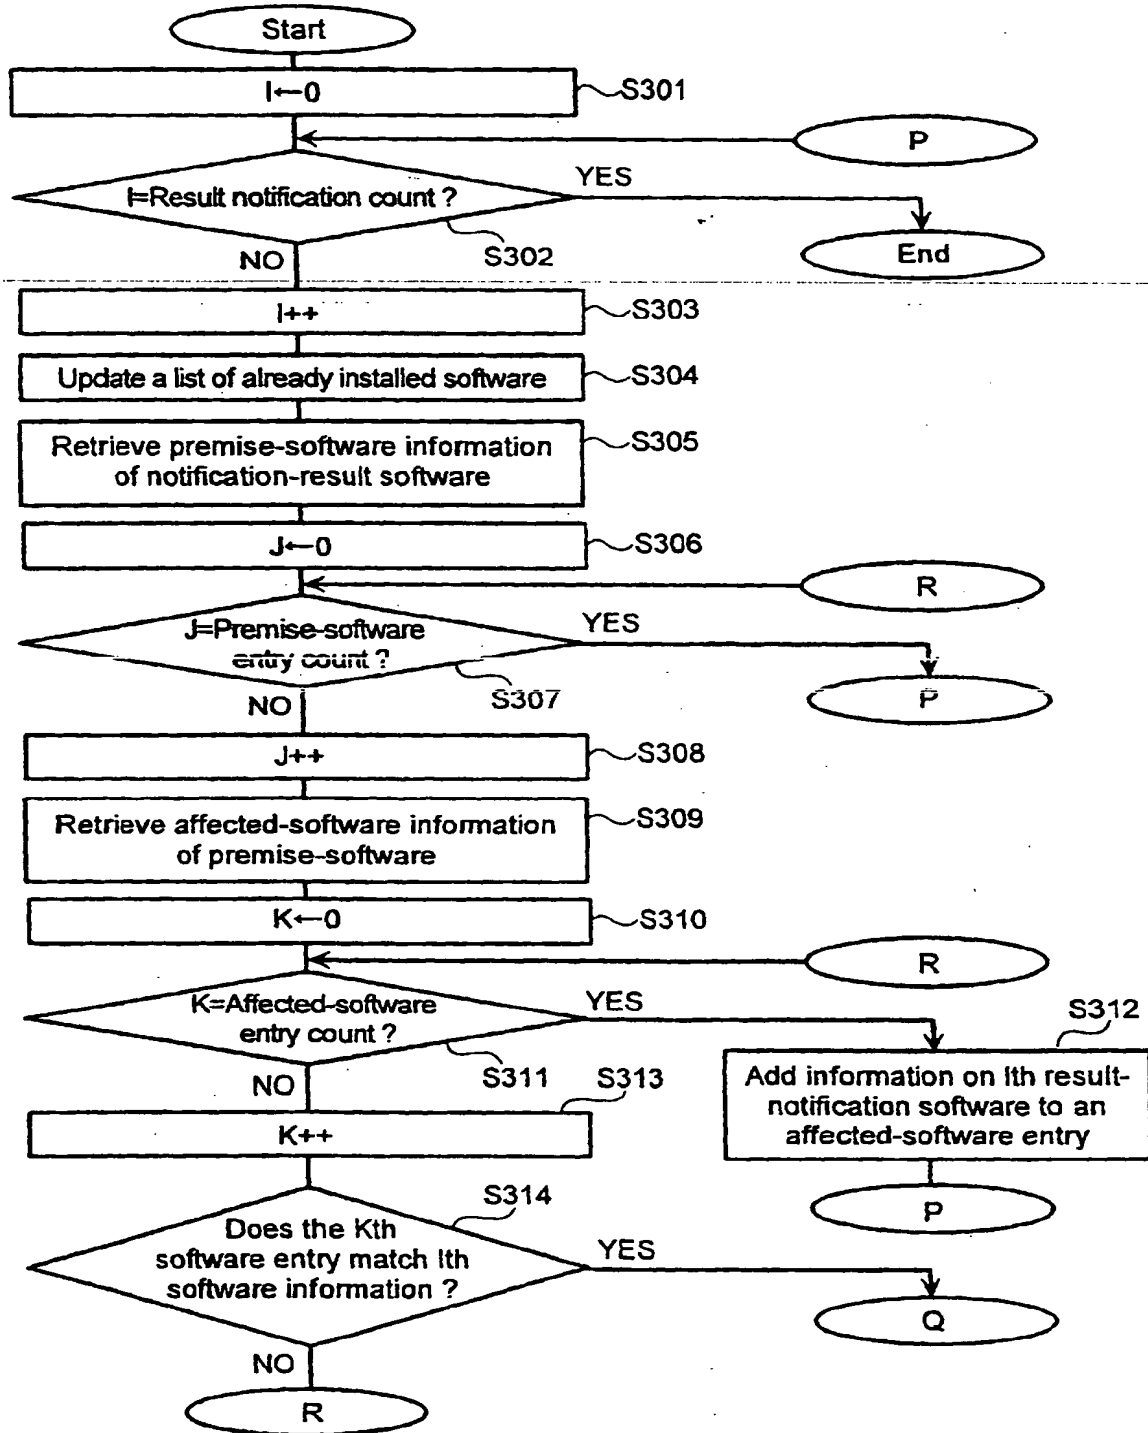 Start
I←0
S301
P
I=Result notification count ?
YES
S302
End
NO
I++
S303
Update a list of already installed software
S304
Retrieve premise-software information
of notification-result software
S305
J←0
S306
R
J=Premise-software
entry count ?
YES
S307
P
NO
J++
S308
Retrieve affected-software information
of premise-software
S309
K←0
S310
R
K=Affected-software
entry count ?
YES
S311
S312
Add information on Ith result-
notification software to an
affected-software entry
NO
S313
K++
P
S314
Does the Kth
software entry match Ith
software information ?
YES
Q
NO
R